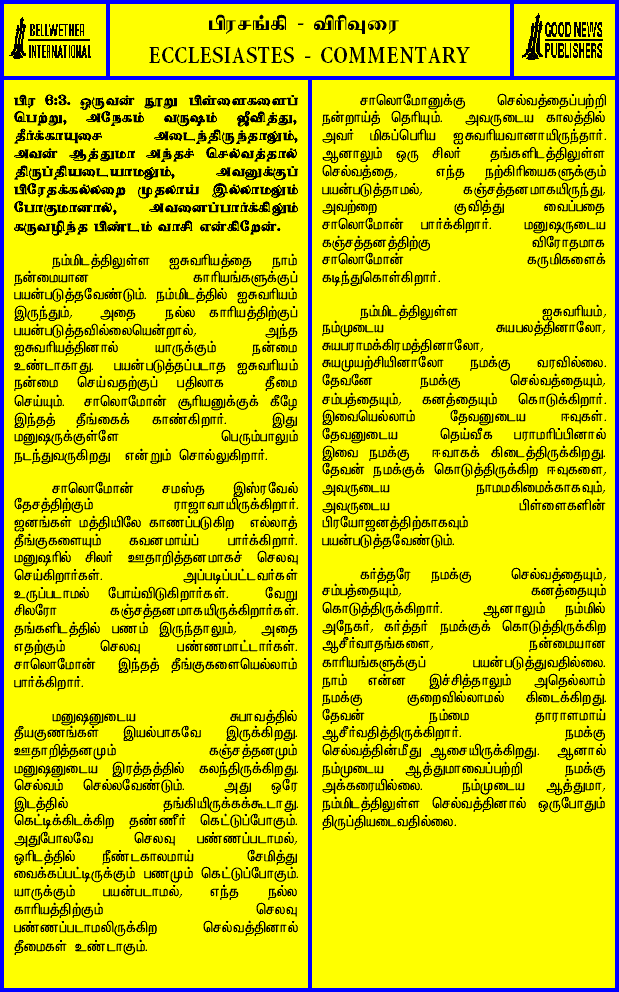 BELLWETHER
INTERNATIONAL
பிரசங்கி - விரிவுரை
ECCLESIASTES - COMMENTARY
GOOD NEWS
PUBLISHERS
பிர 6:3. ஒருவன் நூறு பிள்ளைகளைப்
பெற்று, அநேகம் வருஷம் ஜீவித்து,
தீர்க்காயுசை அடைந்திருந்தாலும்,
அவன் ஆத்துமா அந்தச் செல்வத்தால்
திருப்தியடையாமலும், அவனுக்குப்
பிரேதக்கல்லறை முதலாய் இல்லாமலும்
போகுமானால், அவனைப்பார்க்கிலும்
கருவழிந்த பிண்டம் வாசி என்கிறேன்.
நம்மிடத்திலுள்ள ஐசுவரியத்தை நாம்
நன்மையான காரியங்களுக்குப்
பயன்படுத்தவேண்டும். நம்மிடத்தில் ஐசுவரியம்
இருந்தும், அதை நல்ல காரியத்திற்குப்
பயன்படுத்தவில்லையென்றால், அந்த
ஐசுவரியத்தினால் யாருக்கும் நன்மை
உண்டாகாது. பயன்படுத்தப்படாத ஐசுவரியம்
நன்மை செய்வதற்குப் பதிலாக தீமை
செய்யும். சாலொமோன் சூரியனுக்குக் கீழே
இந்தத் தீங்கைக் காண்கிறார். இது
மனுஷருக்குள்ளே பெரும்பாலும்
நடந்துவருகிறது என்றும் சொல்லுகிறார்.
சாலொமோன் சமஸ்த இஸ்ரவேல்
தேசத்திற்கும் ராஜாவாயிருக்கிறார்.
ஜனங்கள் மத்தியிலே காணப்படுகிற எல்லாத்
தீங்குகளையும் கவனமாய்ப் பார்க்கிறார்.
மனுஷரில் சிலர் ஊதாறித்தனமாகச் செலவு
செய்கிறார்கள். அப்படிப்பட்டவர்கள்
உருப்படாமல் போய்விடுகிறார்கள். வேறு
சிலரோ கஞ்சத்தனமாகயிருக்கிறார்கள்.
தங்களிடத்தில் பணம் இருந்தாலும், அதை
எதற்கும் செலவு பண்ணமாட்டார்கள்.
சாலொமோன் இந்தத் தீங்குகளையெல்லாம்
பார்க்கிறார்.
மனுஷனுடைய சுபாவத்தில்
தீயகுணங்கள் இயல்பாகவே இருக்கிறது.
ஊதாறித்தனமும் கஞ்சத்தனமும்
மனுஷனுடைய இரத்தத்தில் கலந்திருக்கிறது.
செல்வம் செல்லவேண்டும். அது ஒரே
இடத்தில் தங்கியிருக்கக்கூடாது.
கெட்டிக்கிடக்கிற தண்ணீர் கெட்டுப்போகும்.
அதுபோலவே செலவு பண்ணப்படாமல்,
ஓரிடத்தில் நீண்டகாலமாய் சேமித்து
வைக்கப்பட்டிருக்கும் பணமும் கெட்டுப்போகும்.
யாருக்கும் பயன்படாமல், எந்த நல்ல
காரியத்திற்கும் செலவு
பண்ணப்படாமலிருக்கிற செல்வத்தினால்
தீமைகள் உண்டாகும்.
சாலொமோனுக்கு செல்வத்தைப்பற்றி
நன்றாய்த் தெரியும். அவருடைய காலத்தில்
அவர் மிகப்பெரிய ஐசுவரியவானாயிருந்தார்.
ஆனாலும் ஒரு சிலர் தங்களிடத்திலுள்ள
செல்வத்தை, எந்த நற்கிரியைகளுக்கும்
பயன்படுத்தாமல், கஞ்சத்தனமாகயிருந்து,
அவற்றை குவித்து வைப்பதை
சாலொமோன் பார்க்கிறார். மனுஷருடைய
கஞ்சத்தனத்திற்கு விரோதமாக
சாலொமோன் கருமிகளைக்
கடிந்துகொள்கிறார்.
நம்மிடத்திலுள்ள ஐசுவரியம்,
நம்முடைய சுயபலத்தினாலோ,
சுயபராமக்கிரமத்தினாலோ,
சுயமுயற்சியினாலோ நமக்கு வரவில்லை.
தேவனே நமக்கு செல்வத்தையும்,
சம்பத்தையும், கனத்தையும் கொடுக்கிறார்.
இவையெல்லாம் தேவனுடைய ஈவுகள்.
தேவனுடைய தெய்வீக பராமரிப்பினால்
இவை நமக்கு ஈவாகக் கிடைத்திருக்கிறது.
தேவன் நமக்குக் கொடுத்திருக்கிற ஈவுகளை,
அவருடைய நாமமகிமைக்காகவும்,
அவருடைய பிள்ளைகளின்
பிரயோஜனத்திற்காகவும்
பயன்படுத்தவேண்டும்.
கர்த்தரே நமக்கு செல்வத்தையும்,
சம்பத்தையும், கனத்தையும்
கொடுத்திருக்கிறார். ஆனாலும் நம்மில்
அநேகர், கர்த்தர் நமக்குக் கொடுத்திருக்கிற
ஆசீர்வாதங்களை, நன்மையான
காரியங்களுக்குப் பயன்படுத்துவதில்லை.
நாம் என்ன இச்சித்தாலும் அதெல்லாம்
நமக்கு குறைவில்லாமல் கிடைக்கிறது.
தேவன் நம்மை தாராளமாய்
ஆசீர்வதித்திருக்கிறார். நமக்கு
செல்வத்தின்மீது ஆசையிருக்கிறது. ஆனால்
நம்முடைய ஆத்துமாவைப்பற்றி நமக்கு
அக்கரையில்லை. நம்முடைய ஆத்துமா,
நம்மிடத்திலுள்ள செல்வத்தினால் ஒருபோதும்
திருப்தியடைவதில்லை.